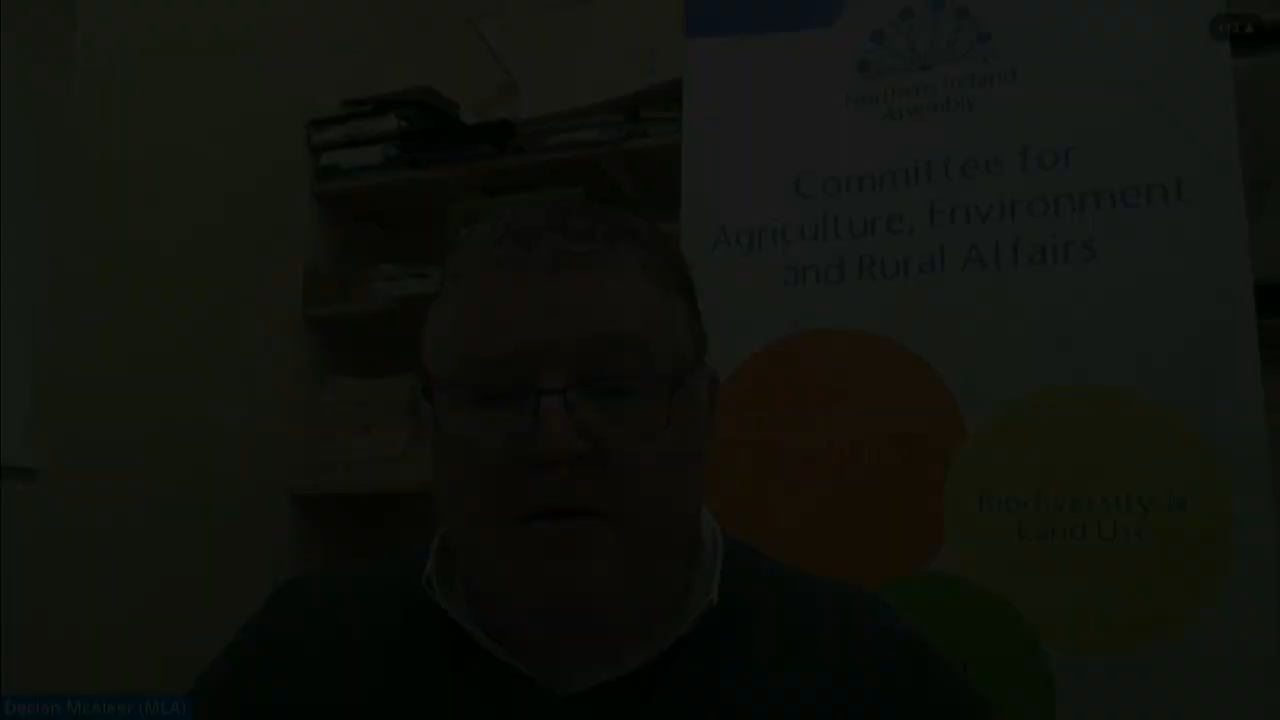 Northern Ireland
Assembly
Committee for
Agriculture, Environment
and Rural Affairs
Biodiversity &
Land Use
Declan McAleer (MLA)